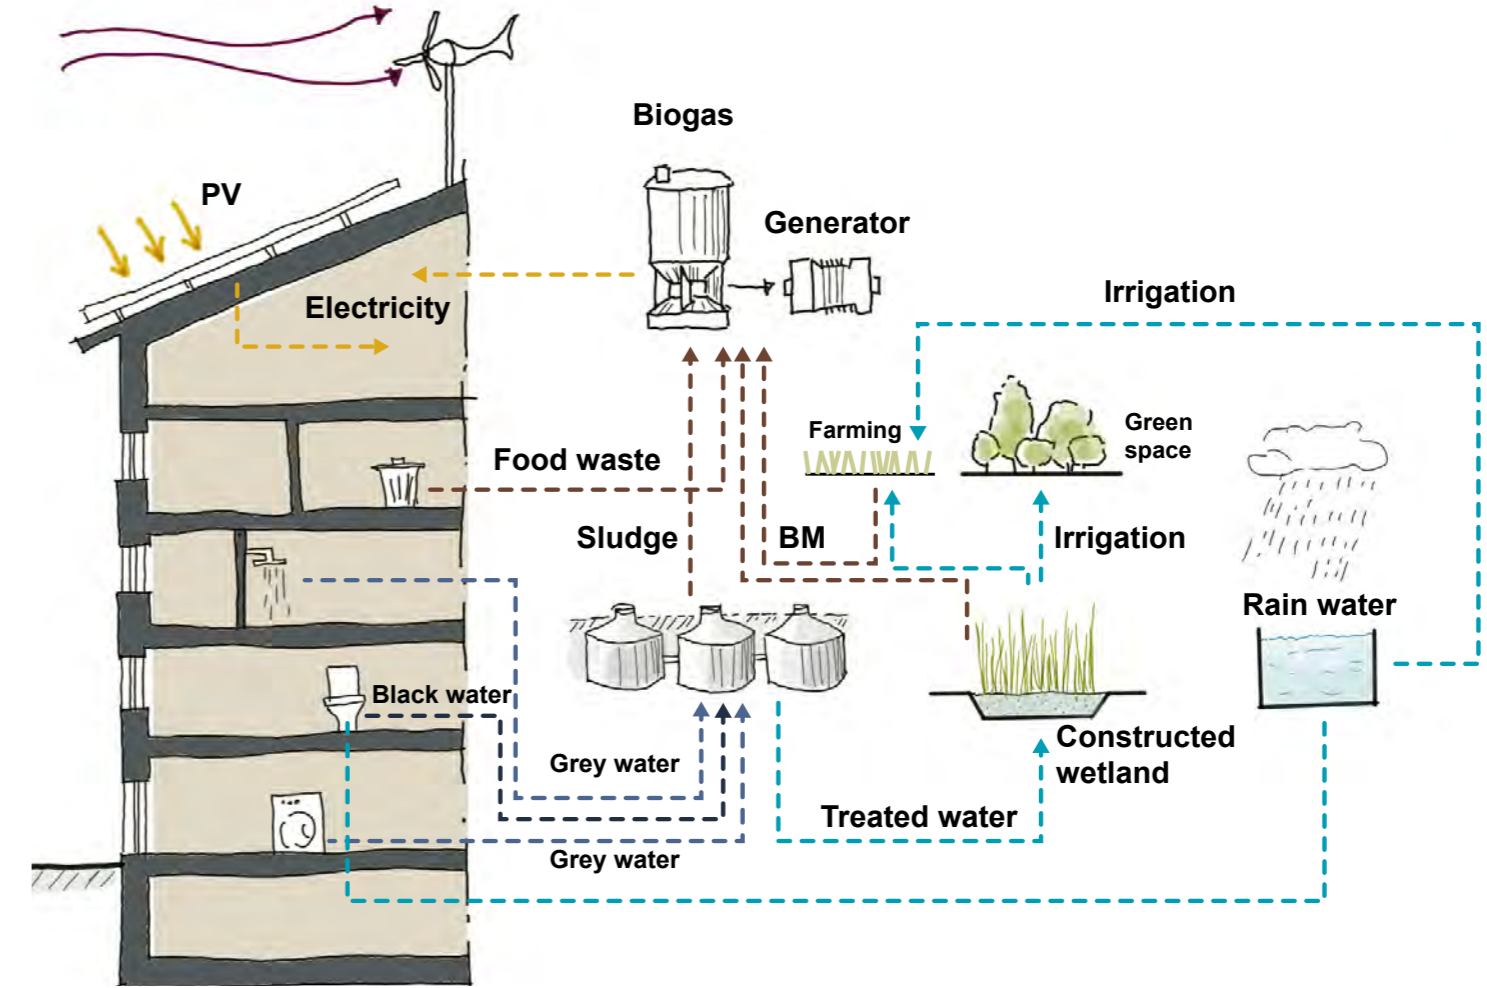 Biogas
PV
Generator
Electricity
Irrigation
Farming
Green
space
Food waste
Sludge
BM
Irrigation
Rain water
Black water
Constructed
wetland
Grey water
Treated water
Grey water